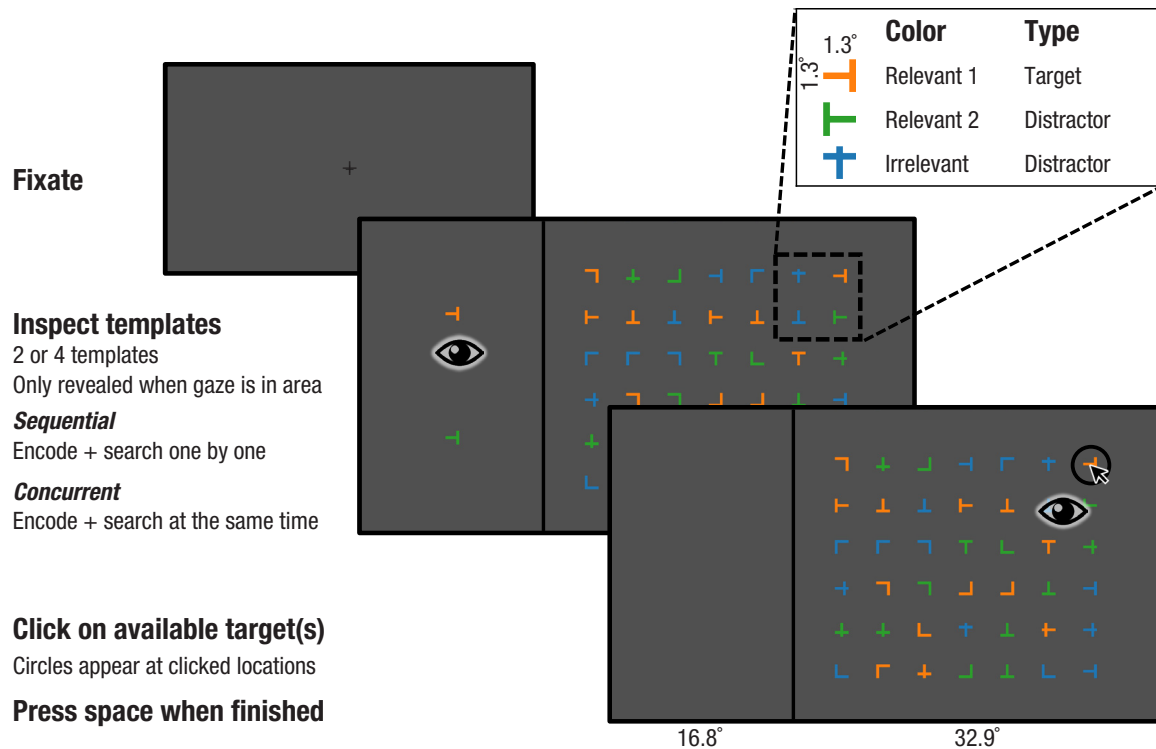 1.3°
1.3°
Color Type
Relevant 1 Target
Relevant 2 Distractor
Irrelevant Distractor
Fixate
Inspect templates
2 or 4 templates
Only revealed when gaze is in area
Sequential
Encode + search one by one
Concurrent
Encode + search at the same time
Click on available target(s)
Circles appear at clicked locations
Press space when finished
16.8° 32.9°